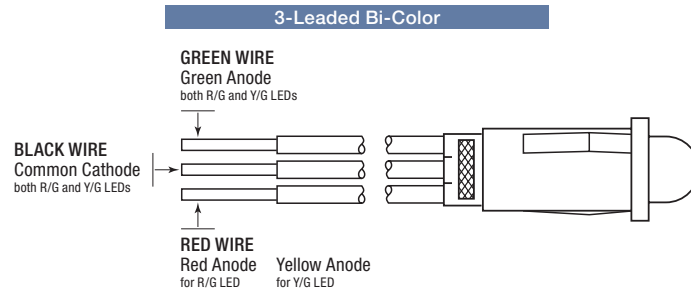 3-Leaded Bi-Color
GREEN WIRE
Green Anode
both R/G and Y/G LEDs
BLACK WIRE
Common Cathode
both R/G and Y/G LEDs
RED WIRE
Red Anode
for R/G LED
Yellow Anode
for Y/G LED